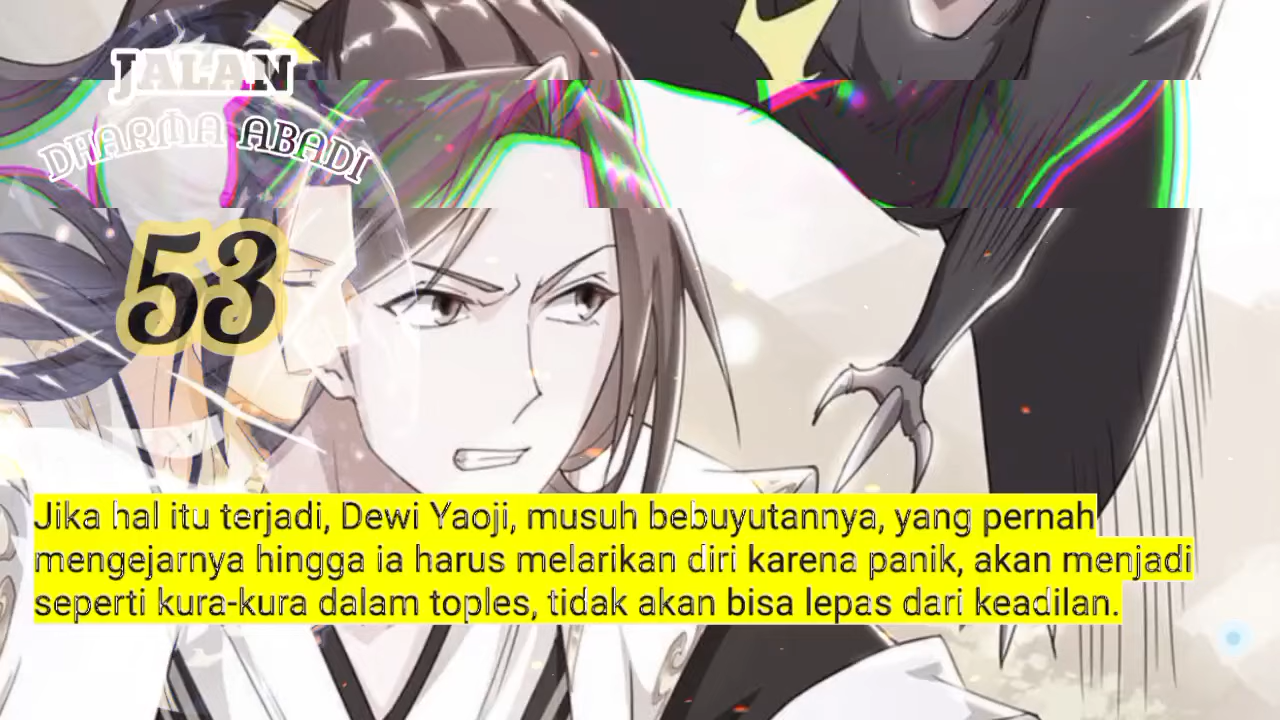 JALAN
DHARMA ABADI
53
Jika hal itu terjadi, Dewi Yaoji, musuh bebuyutannya, yang pernah
mengejarnya hingga ia harus melarikan diri karena panik, akan menjadi
seperti kura-kura dalam toples, tidak akan bisa lepas dari keadilan.